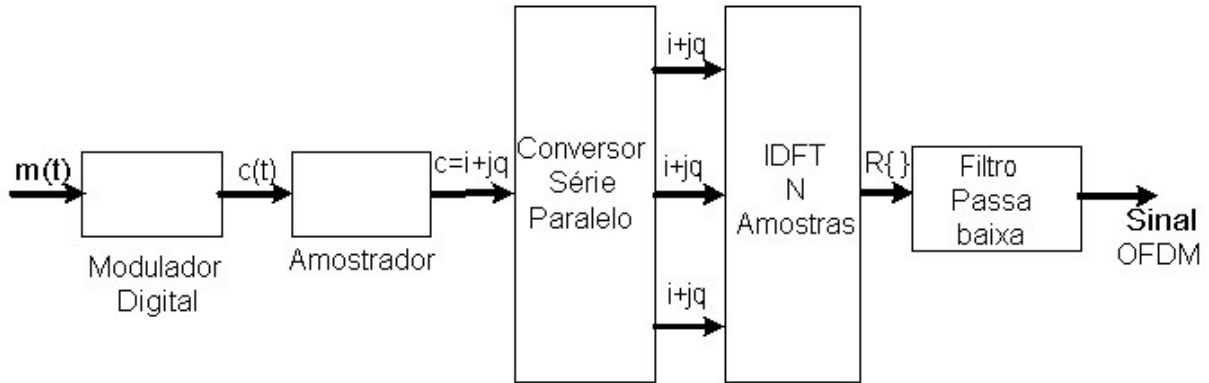 m(t)
Modulador
Digital
c(t)
Amostrador
c=i+jq
Conversor
Série
Paralelo
i+jq
i+jq
i+jq
IDFT
N
Amostras
R{ }
Filtro
Passa
baixa
Sinal
OFDM